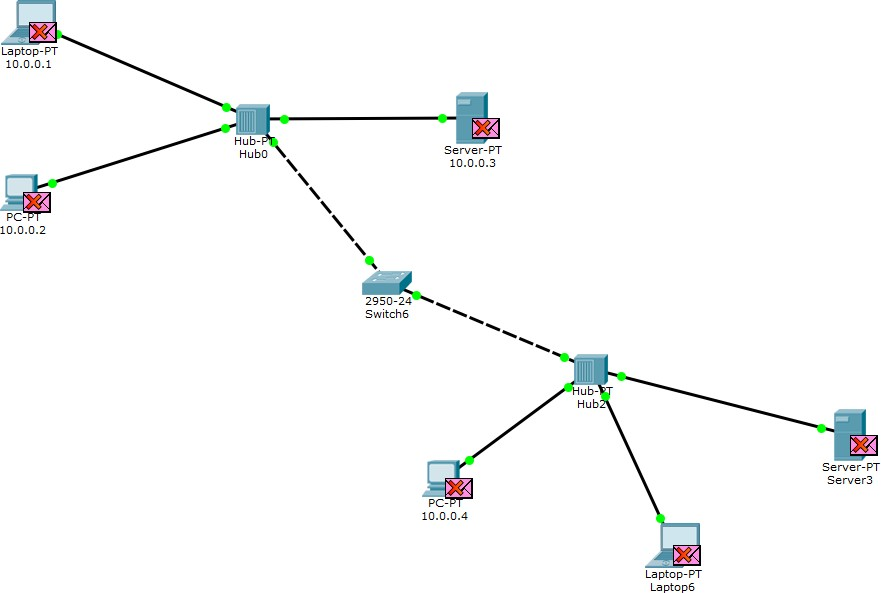 Laptop-PT
10.0.0.1
Hub-PT
Hub0
Server-PT
10.0.0.3
PC-PT
10.0.0.2
2950-24
Switch6
Hub-PT
Hub2
Server-PT
Server3
PC-PT
10.0.0.4
Laptop-PT
Laptop6